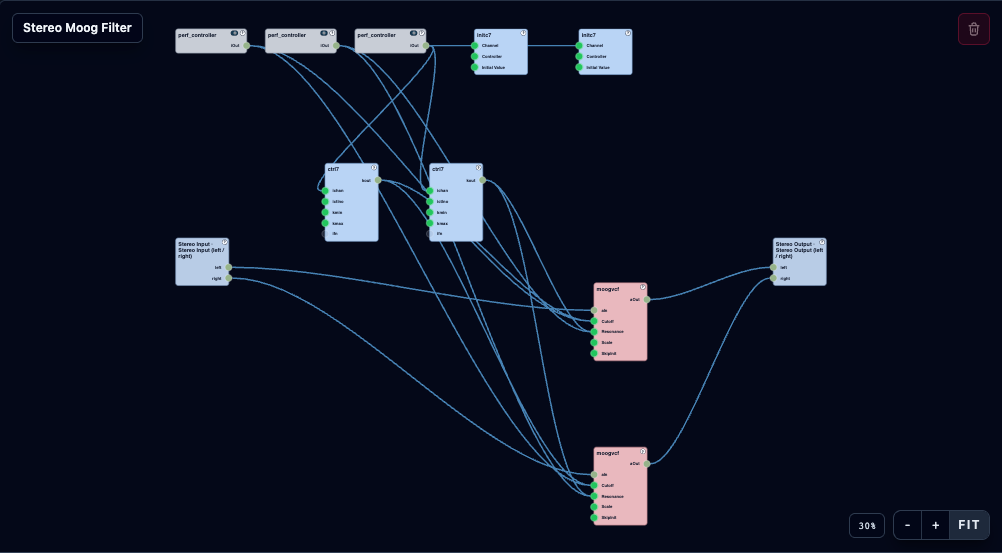 Stereo Moog Filter
perf_controller
iOut
perf_controller
iOut
perf_controller
iOut
initc7
Channel
Controller
Initial Value
initc7
Channel
Controller
Initial Value
ctrl7
kout
ichan
ictlno
kmin
kmax
ifn
ctrl7
kout
ichan
ictlno
kmin
kmax
ifn
Stereo Input -
Stereo Input (left /
right)
left
right
Stereo Output -
Stereo Output (left
/ right)
left
right
moogvcf
aOut
aIn
Cutoff
Resonance
Scale
SkipInit
moogvcf
aOut
aIn
Cutoff
Resonance
Scale
SkipInit
30%
-
+
FIT